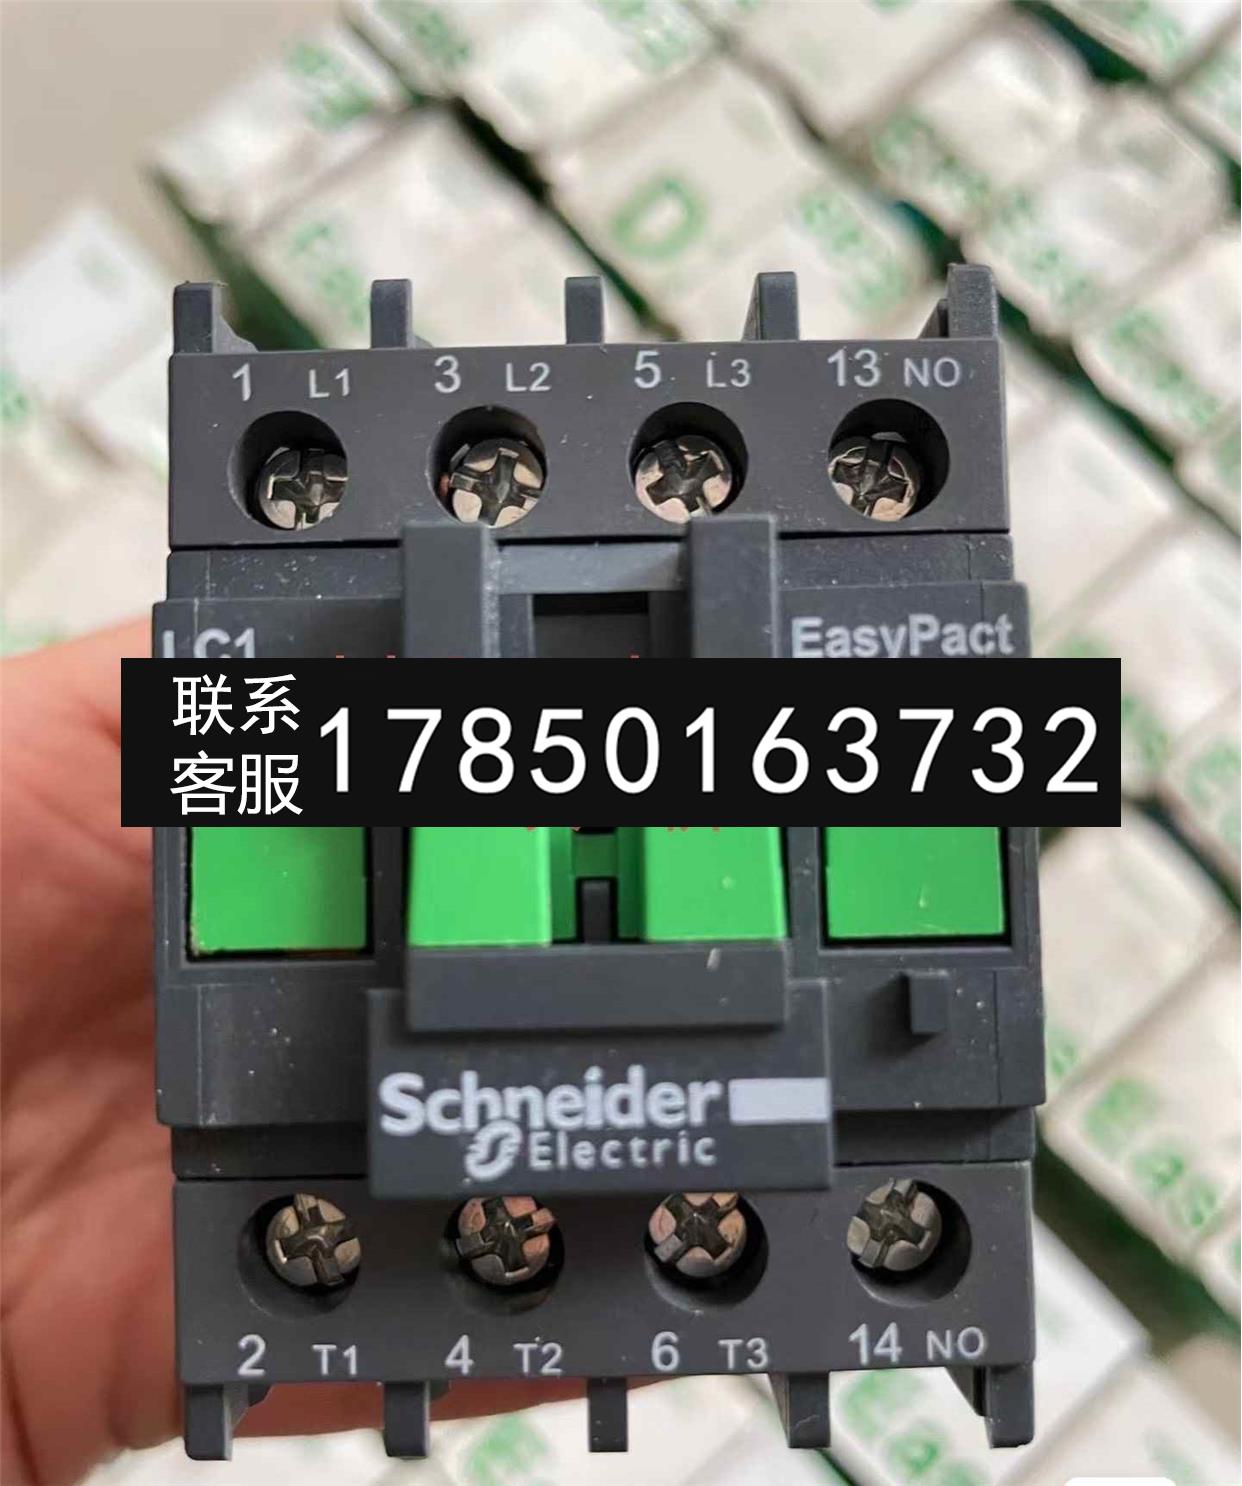 1 L1 3 L2 5 L3 13 NO
LC1 EasyPact
联系
客服 17850163732
Schneider
Electric
2 T1 4 T2 6 T3 14 NO
Eas